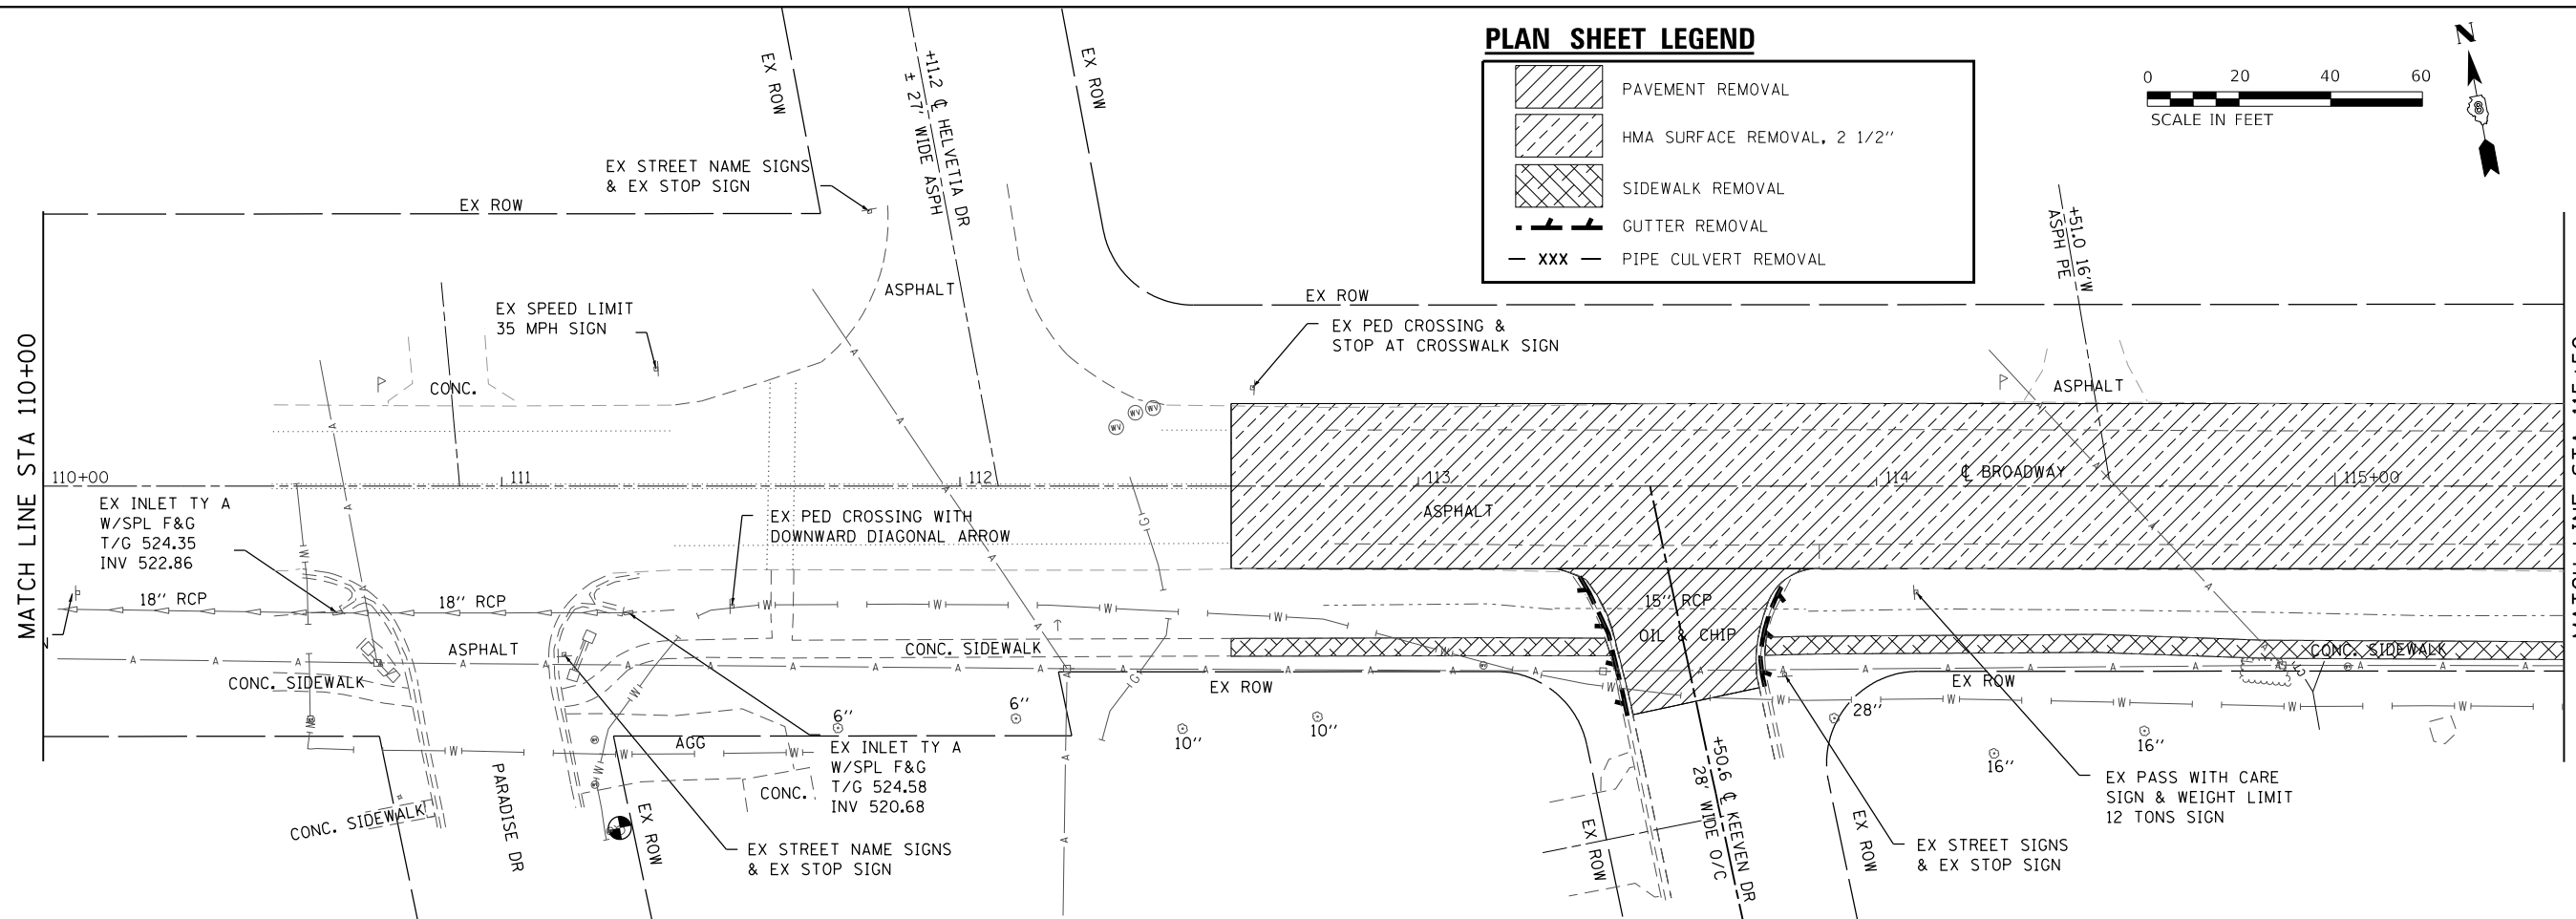 PLAN SHEET LEGEND
PAVEMENT REMOVAL
HMA SURFACE REMOVAL, 2 1/2"
SIDEWALK REMOVAL
GUTTER REMOVAL
XXX
PIPE CULVERT REMOVAL
N
0 20 40 60
SCALE IN FEET
EX ROW
+11.2 ℄ HELVETIA DR
± 27' WIDE ASPH
EX ROW
EX STREET NAME SIGNS
& EX STOP SIGN
EX ROW
ASPHALT
EX SPEED LIMIT
35 MPH SIGN
EX ROW
EX PED CROSSING &
STOP AT CROSSWALK SIGN
+51.0 16'W
ASPH PE
ASPHALT
CONC.
WV WV WV
MATCH LINE STA 110+00
110+00
111
112
113
114
115+00
℄ BROADWAY
ASPHALT
EX INLET TY A
W/SPL F&G
T/G 524.35
INV 522.86
EX PED CROSSING WITH
DOWNWARD DIAGONAL ARROW
18" RCP
18" RCP
15" RCP
OIL & CHIP
ASPHALT
CONC. SIDEWALK
CONC. SIDEWALK
CONC. SIDEWALK
EX ROW
EX ROW
6"
6"
10"
10"
28"
16"
16"
AGG
EX INLET TY A
W/SPL F&G
T/G 524.58
INV 520.68
CONC.
PARADISE DR
CONC. SIDEWALK
EX ROW
EX STREET NAME SIGNS
& EX STOP SIGN
+50.6 ℄ KEEVEN DR
28' WIDE O/C
EX ROW
EX ROW
EX STREET SIGNS
& EX STOP SIGN
EX PASS WITH CARE
SIGN & WEIGHT LIMIT
12 TONS SIGN